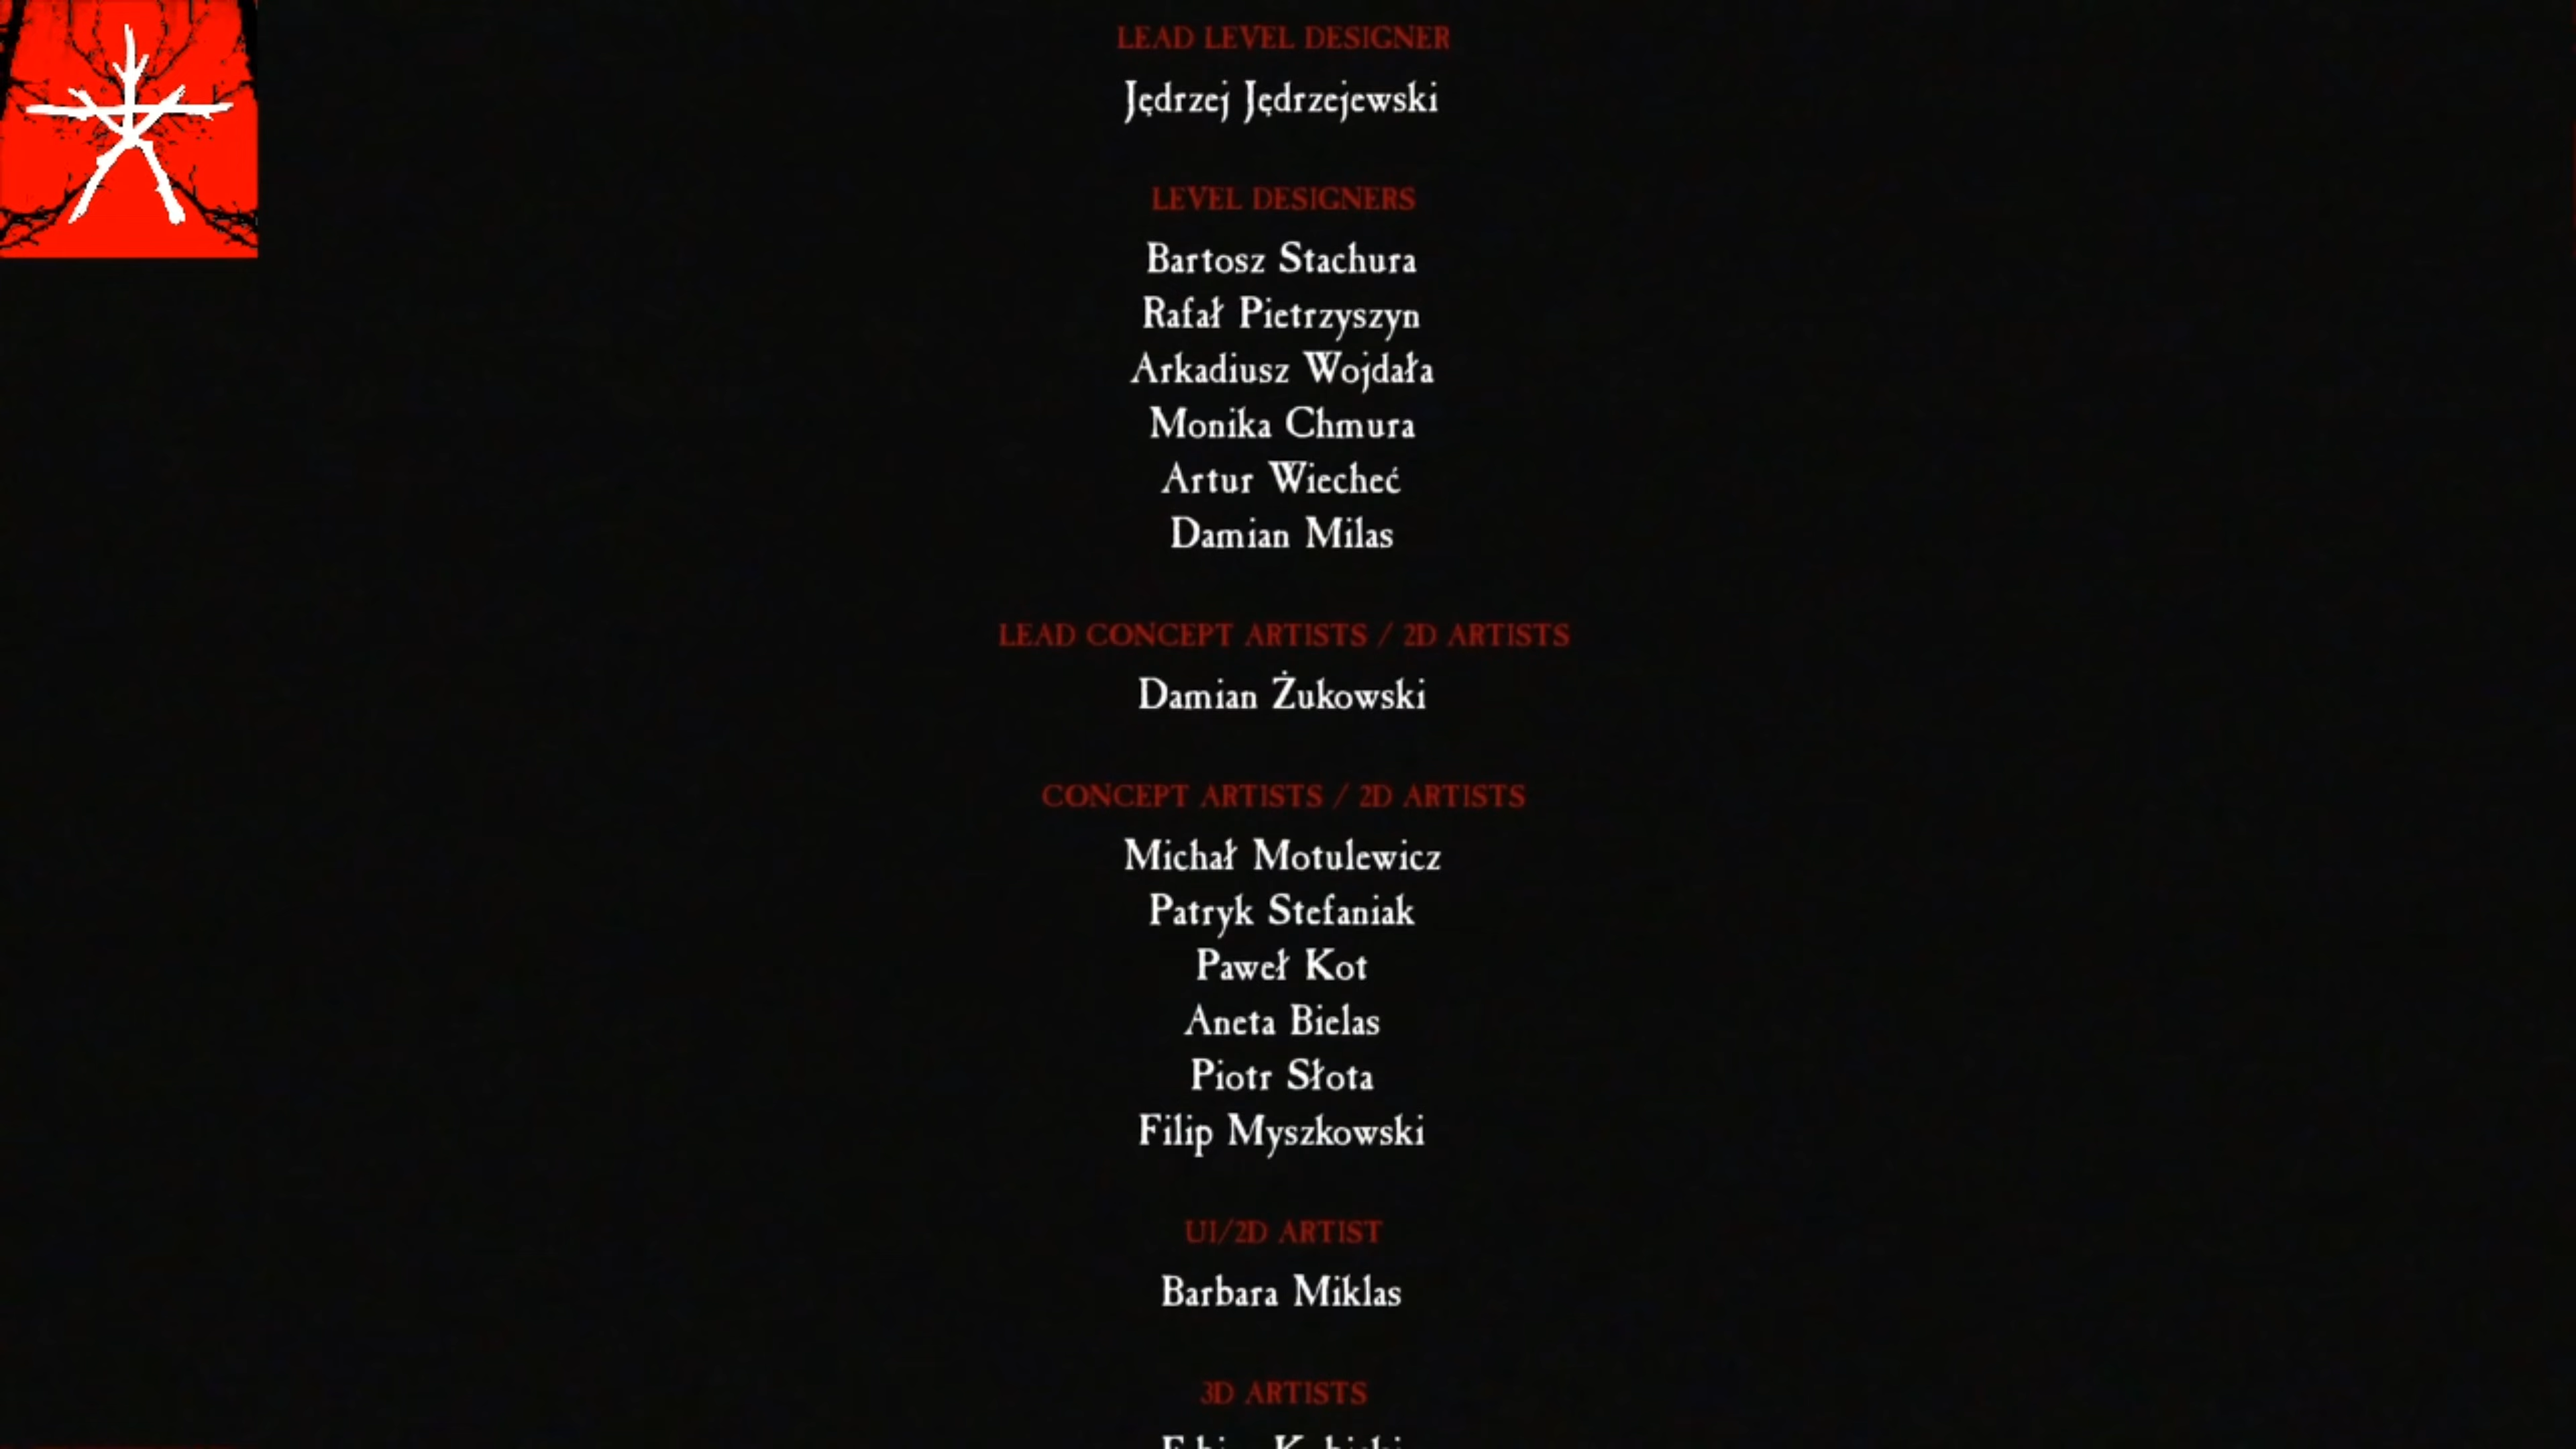 LEAD LEVEL DESIGNER
Jędrzej Jędrzejewski
LEVEL DESIGNERS
Bartosz Stachura
Rafał Pietrzyszyn
Arkadiusz Wojdała
Monika Chmura
Artur Wiecheć
Damian Milas
LEAD CONCEPT ARTISTS / 2D ARTISTS
Damian Żukowski
CONCEPT ARTISTS / 2D ARTISTS
Michał Motulewicz
Patryk Stefaniak
Paweł Kot
Aneta Bielas
Piotr Słota
Filip Myszkowski
UI/2D ARTIST
Barbara Miklas
3D ARTISTS